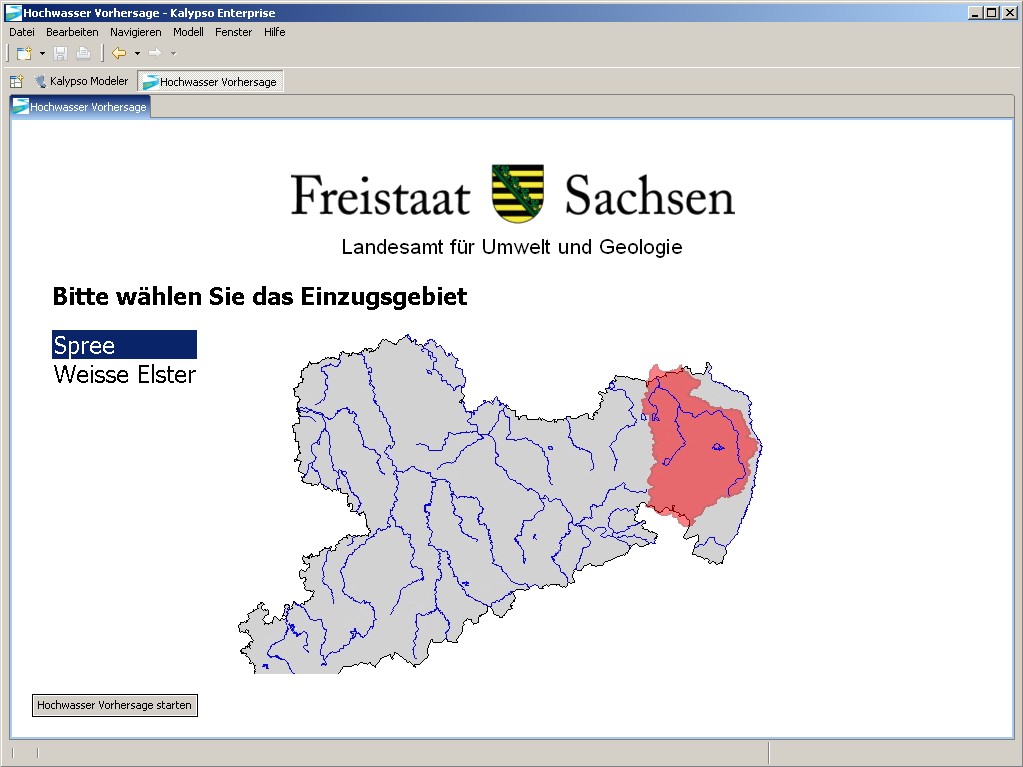 Hochwasser Vorhersage - Kalypso Enterprise
Datei Bearbeiten Navigieren Modell Fenster Hilfe
Kalypso Modeler Hochwasser Vorhersage
Hochwasser Vorhersage
Freistaat Sachsen
Landesamt für Umwelt und Geologie
Bitte wählen Sie das Einzugsgebiet
Spree
Weisse Elster
Hochwasser Vorhersage starten